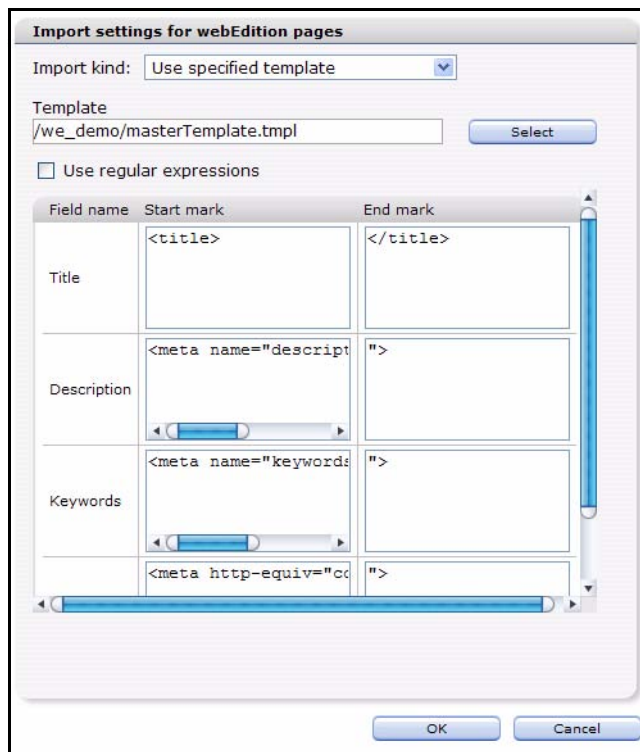 Import settings for webEdition pages
Import kind: Use specified template
Template
/we_demo/masterTemplate.tmpl Select
Use regular expressions
Field name Start mark End mark
Title <title> </title>
Description <meta name="descript ">
Keywords <meta name="keywords ">
<meta http-equiv="co ">
OK Cancel